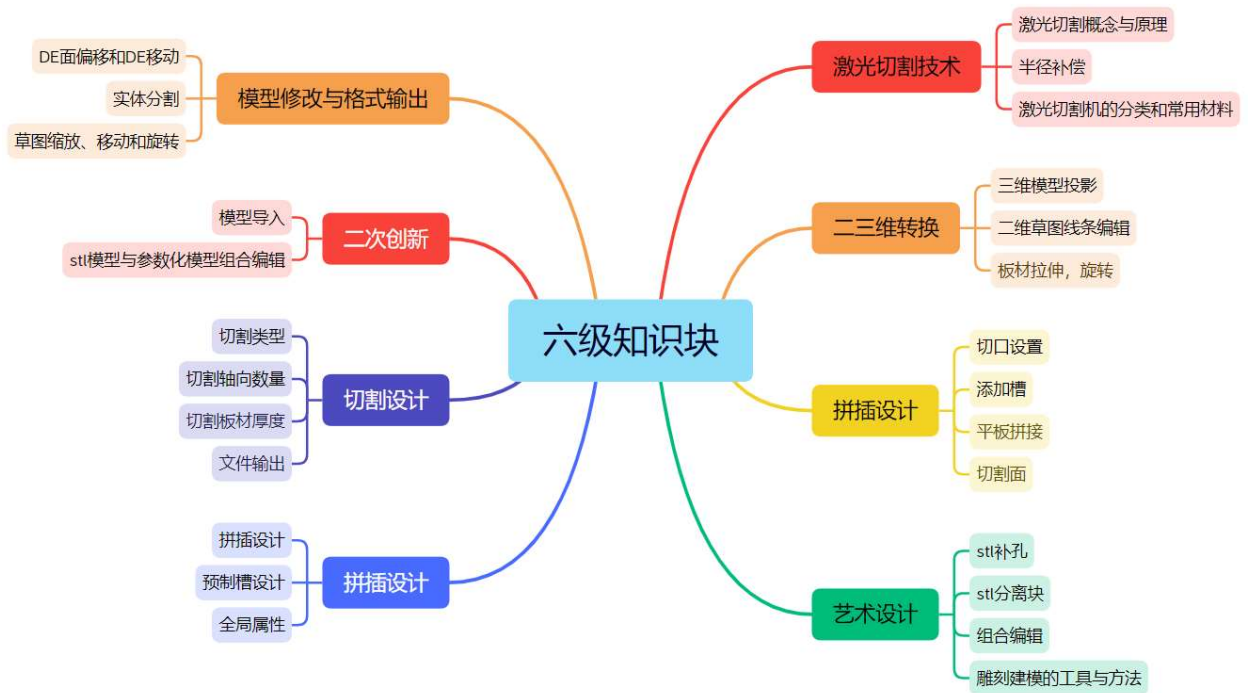 六级知识块
激光切割技术
激光切割概念与原理
半径补偿
激光切割机的分类和常用材料
二三维转换
三维模型投影
二维草图线条编辑
板材拉伸，旋转
拼插设计
切口设置
添加槽
平板拼接
切割面
艺术设计
stl补孔
stl分离块
组合编辑
雕刻建模的工具与方法
模型修改与格式输出
DE面偏移和DE移动
实体分割
草图缩放、移动和旋转
二次创新
模型导入
stl模型与参数化模型组合编辑
切割设计
切割类型
切割轴向数量
切割板材厚度
文件输出
拼插设计
拼插设计
预制槽设计
全局属性